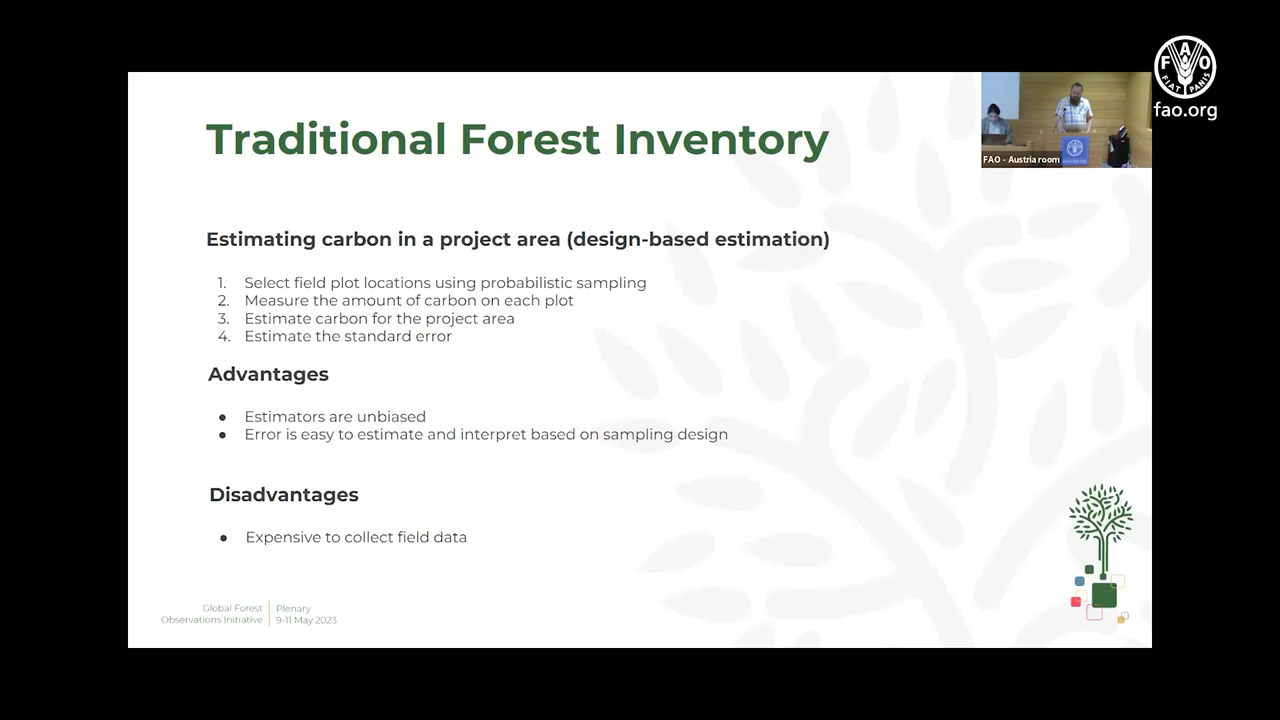 FAO
FIAT PANIS
fao.org
Traditional Forest Inventory
FAO - Austria room
Estimating carbon in a project area (design-based estimation)
1. Select field plot locations using probabilistic sampling
2. Measure the amount of carbon on each plot
3. Estimate carbon for the project area
4. Estimate the standard error
Advantages
● Estimators are unbiased
● Error is easy to estimate and interpret based on sampling design
Disadvantages
● Expensive to collect field data
Global Forest
Observations Initiative
Plenary
9-11 May 2023